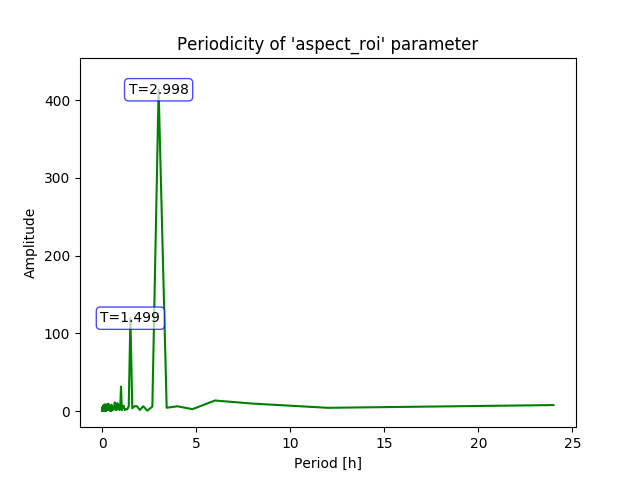 Periodicity of 'aspect_roi' parameter
T=2.998
T=1.499
Amplitude
400
300
200
100
0
0 5 10 15 20 25
Period [h]